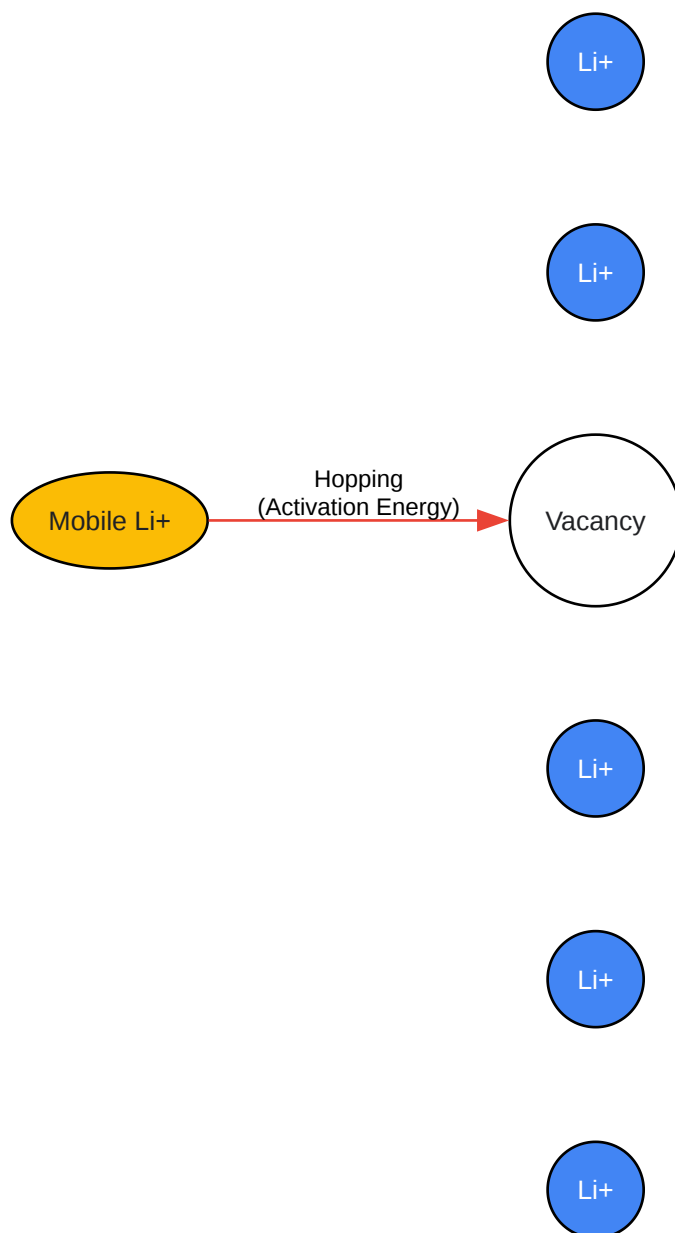 Li+
Li+
Hopping
(Activation Energy)
Mobile Li+
Vacancy
Li+
Li+
Li+